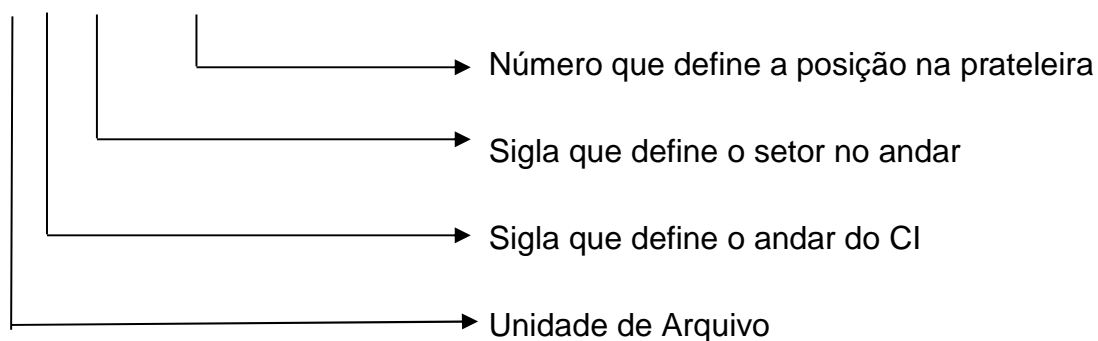 Número que define a posição na prateleira
Sigla que define o setor no andar
Sigla que define o andar do CI
Unidade de Arquivo